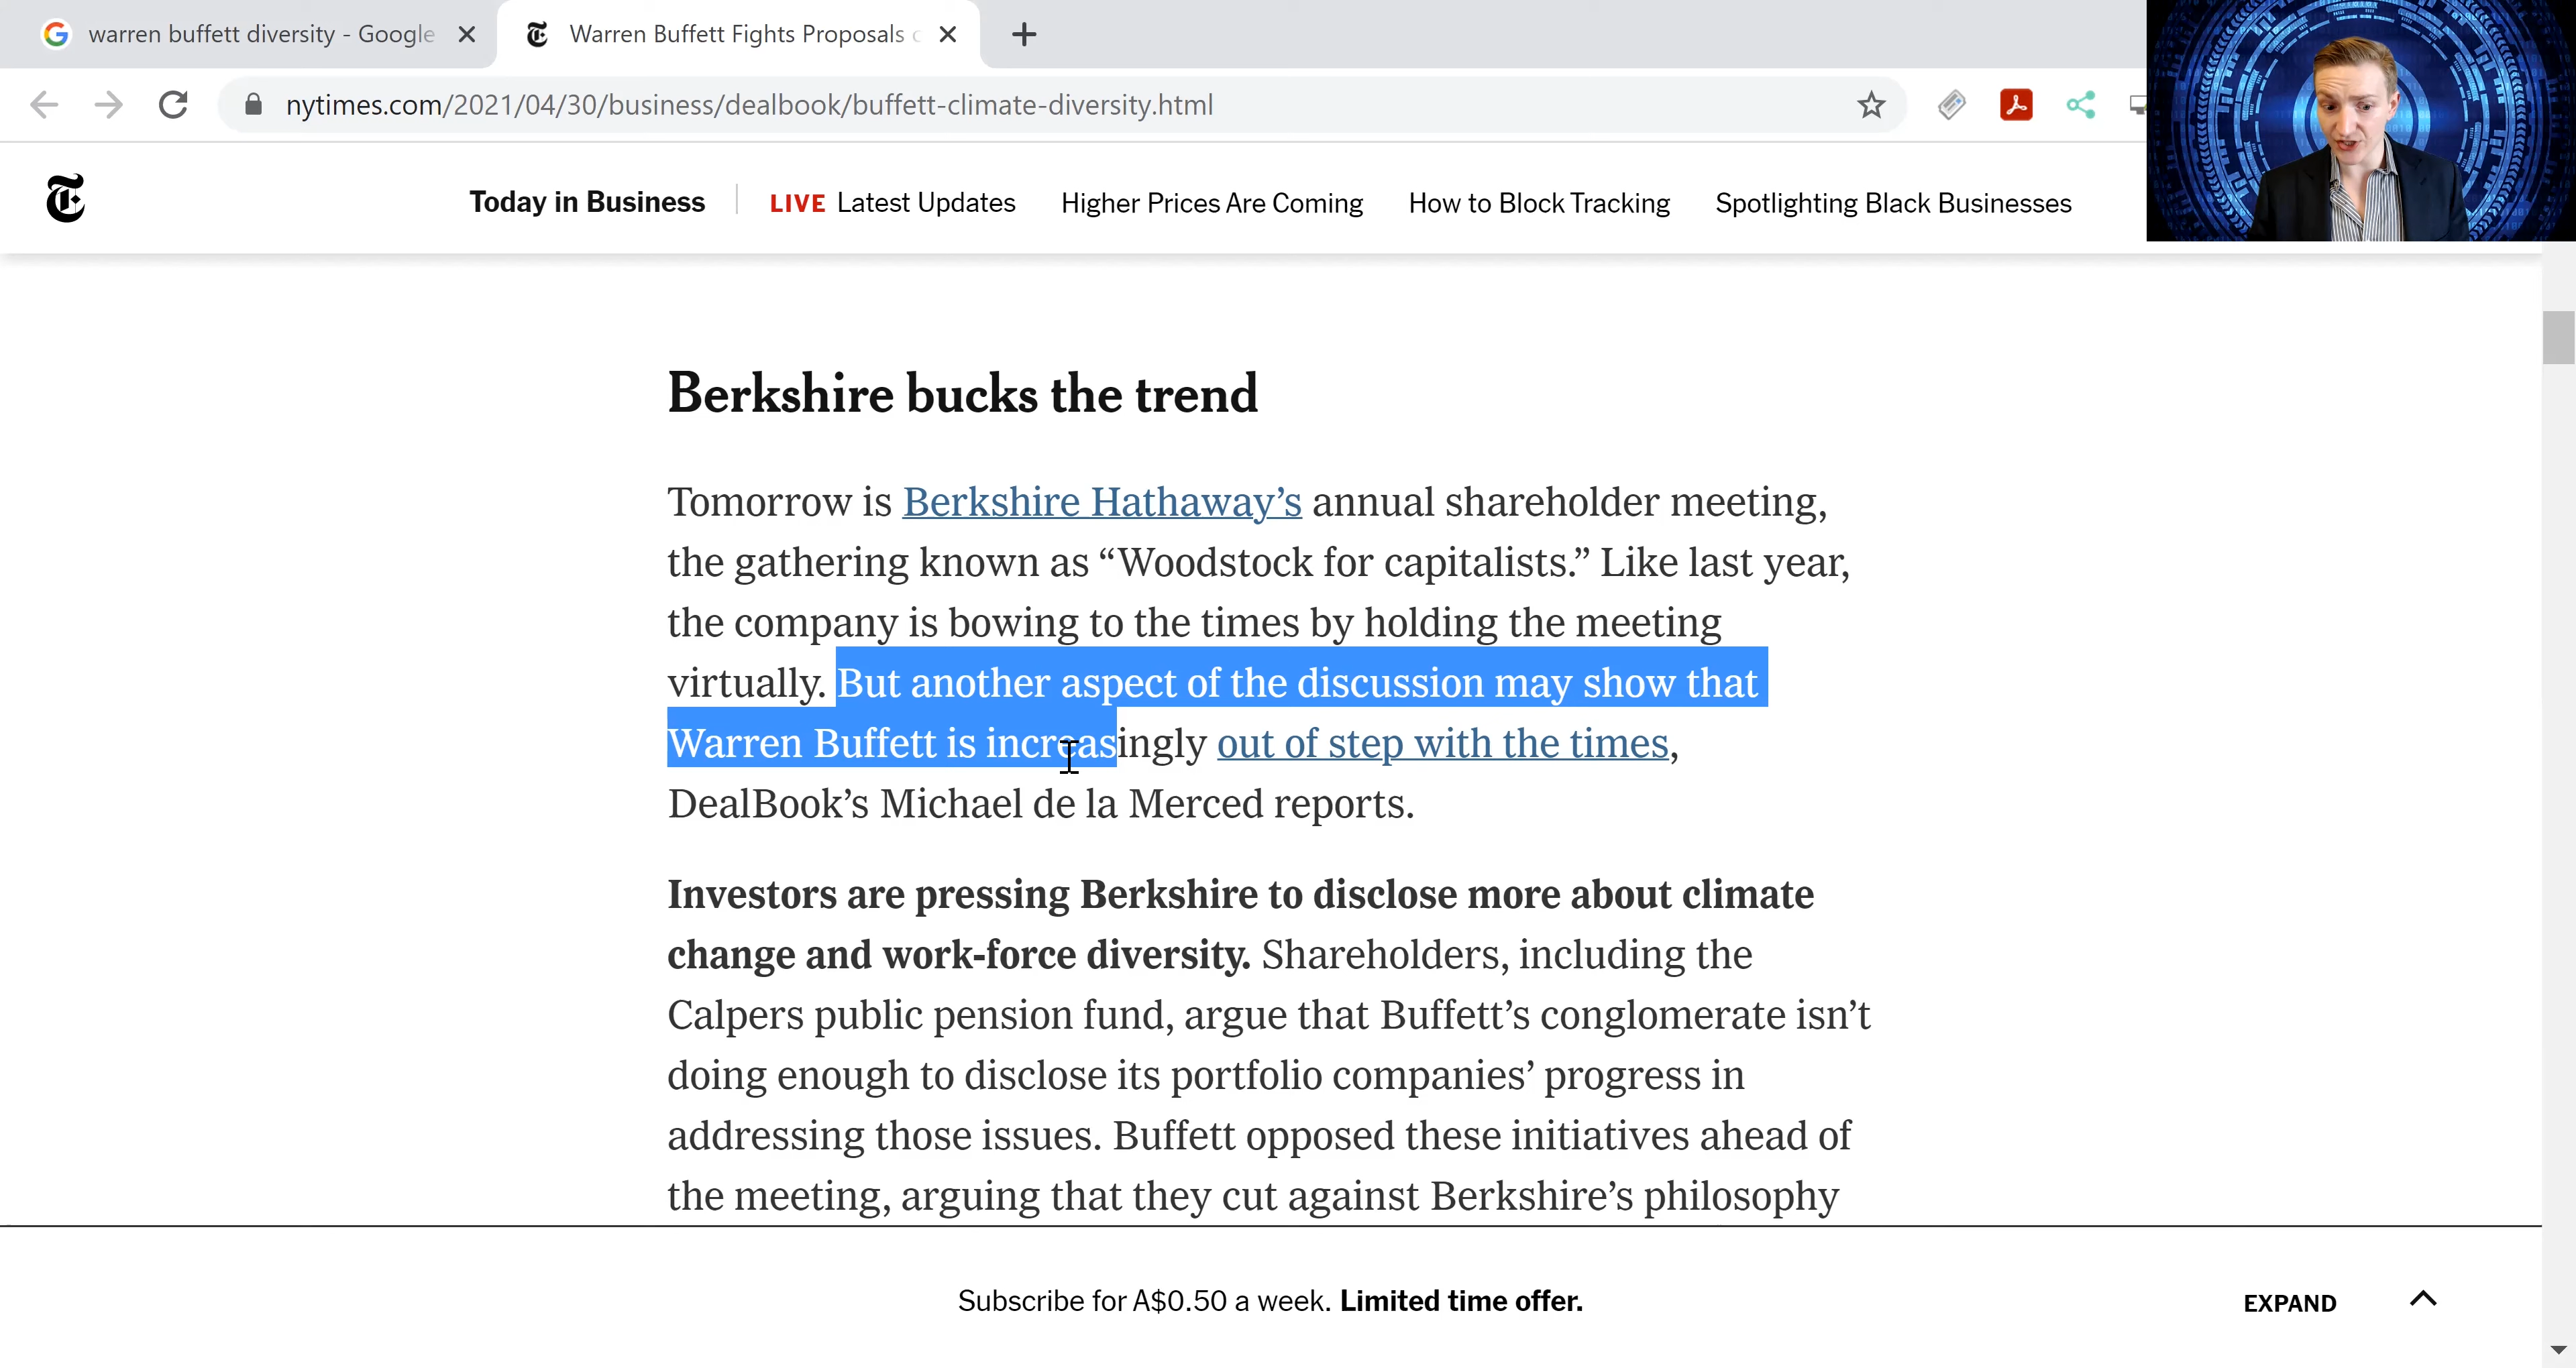 warren buffett diversity - Google
Warren Buffett Fights Proposals
nytimes.com/2021/04/30/business/dealbook/buffett-climate-diversity.html
Today in Business
LIVE Latest Updates
Higher Prices Are Coming
How to Block Tracking
Spotlighting Black Businesses
Berkshire bucks the trend
Tomorrow is Berkshire Hathaway’s annual shareholder meeting,
the gathering known as “Woodstock for capitalists.” Like last year,
the company is bowing to the times by holding the meeting
virtually. But another aspect of the discussion may show that
Warren Buffett is increasingly out of step with the times,
DealBook’s Michael de la Merced reports.
Investors are pressing Berkshire to disclose more about climate
change and work-force diversity. Shareholders, including the
Calpers public pension fund, argue that Buffett’s conglomerate isn’t
doing enough to disclose its portfolio companies’ progress in
addressing those issues. Buffett opposed these initiatives ahead of
the meeting, arguing that they cut against Berkshire’s philosophy
Subscribe for A$0.50 a week. Limited time offer.
EXPAND